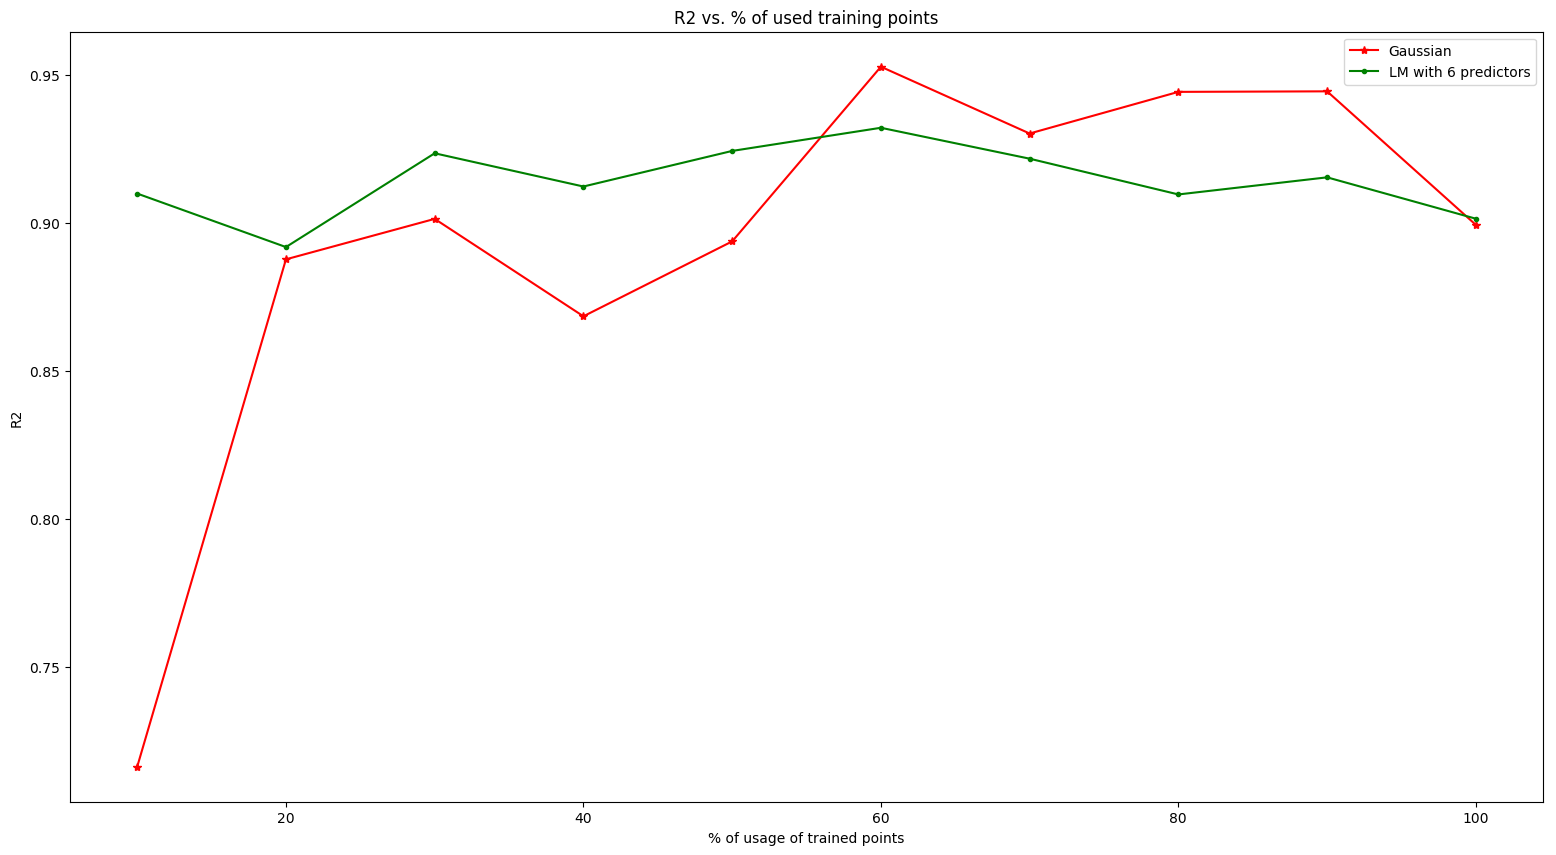 R2 vs. % of used training points
Gaussian
LM with 6 predictors
0.95
0.90
0.85
0.80
0.75
R2
20
40
60
80
100
% of usage of trained points